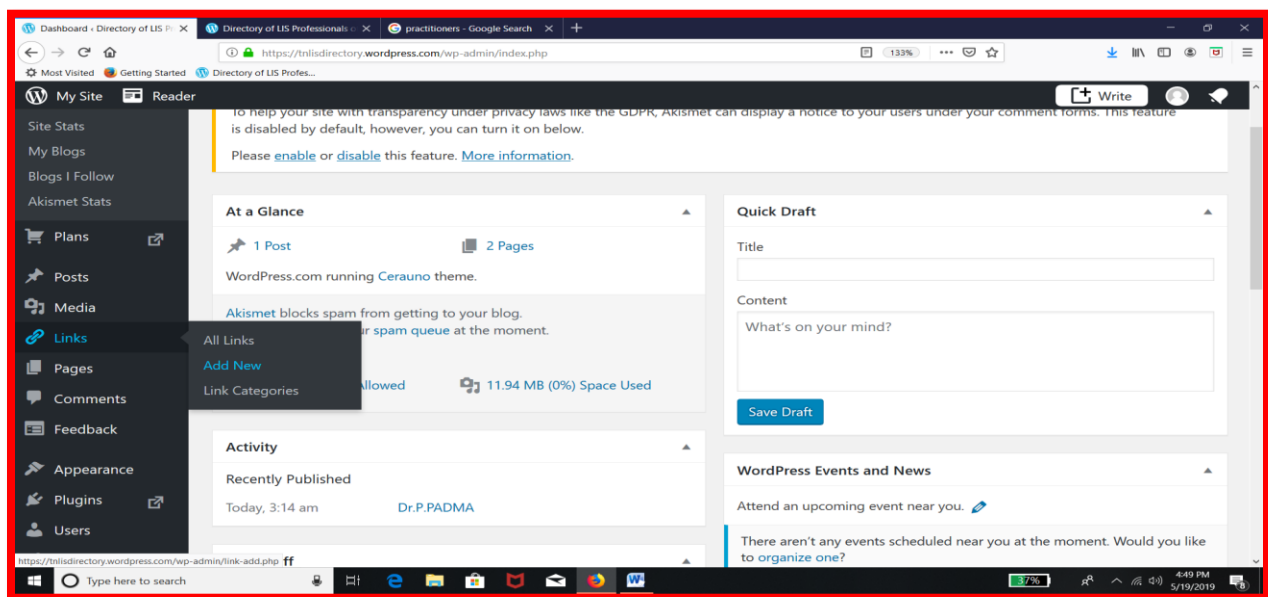 Dashboard ‹ Directory of LIS Pr
Directory of LIS Professionals o
practitioners - Google Search
https://tnlisdirectory.wordpress.com/wp-admin/index.php
133%
Most Visited
Getting Started
Directory of LIS Profes...
My Site
Reader
Write
Site Stats
My Blogs
Blogs I Follow
Akismet Stats
Plans
Posts
Media
Links
Pages
Comments
Feedback
Appearance
Plugins
Users
All Links
Add New
Link Categories
To help your site with transparency under privacy laws like the GDPR, Akismet can display a notice to your users under your comment forms. This feature
is disabled by default, however, you can turn it on below.
Please enable or disable this feature. More information.
At a Glance
1 Post
2 Pages
WordPress.com running Cerauno theme.
Akismet blocks spam from getting to your blog.
spam queue at the moment.
Allowed
11.94 MB (0%) Space Used
Activity
Recently Published
Today, 3:14 am
Dr.P.PADMA
ff
Quick Draft
Title
Content
What's on your mind?
Save Draft
WordPress Events and News
Attend an upcoming event near you.
There aren't any events scheduled near you at the moment. Would you like
to organize one?
https://tnlisdirectory.wordpress.com/wp-admin/link-add.php
Type here to search
37%
4:49 PM
5/19/2019
8